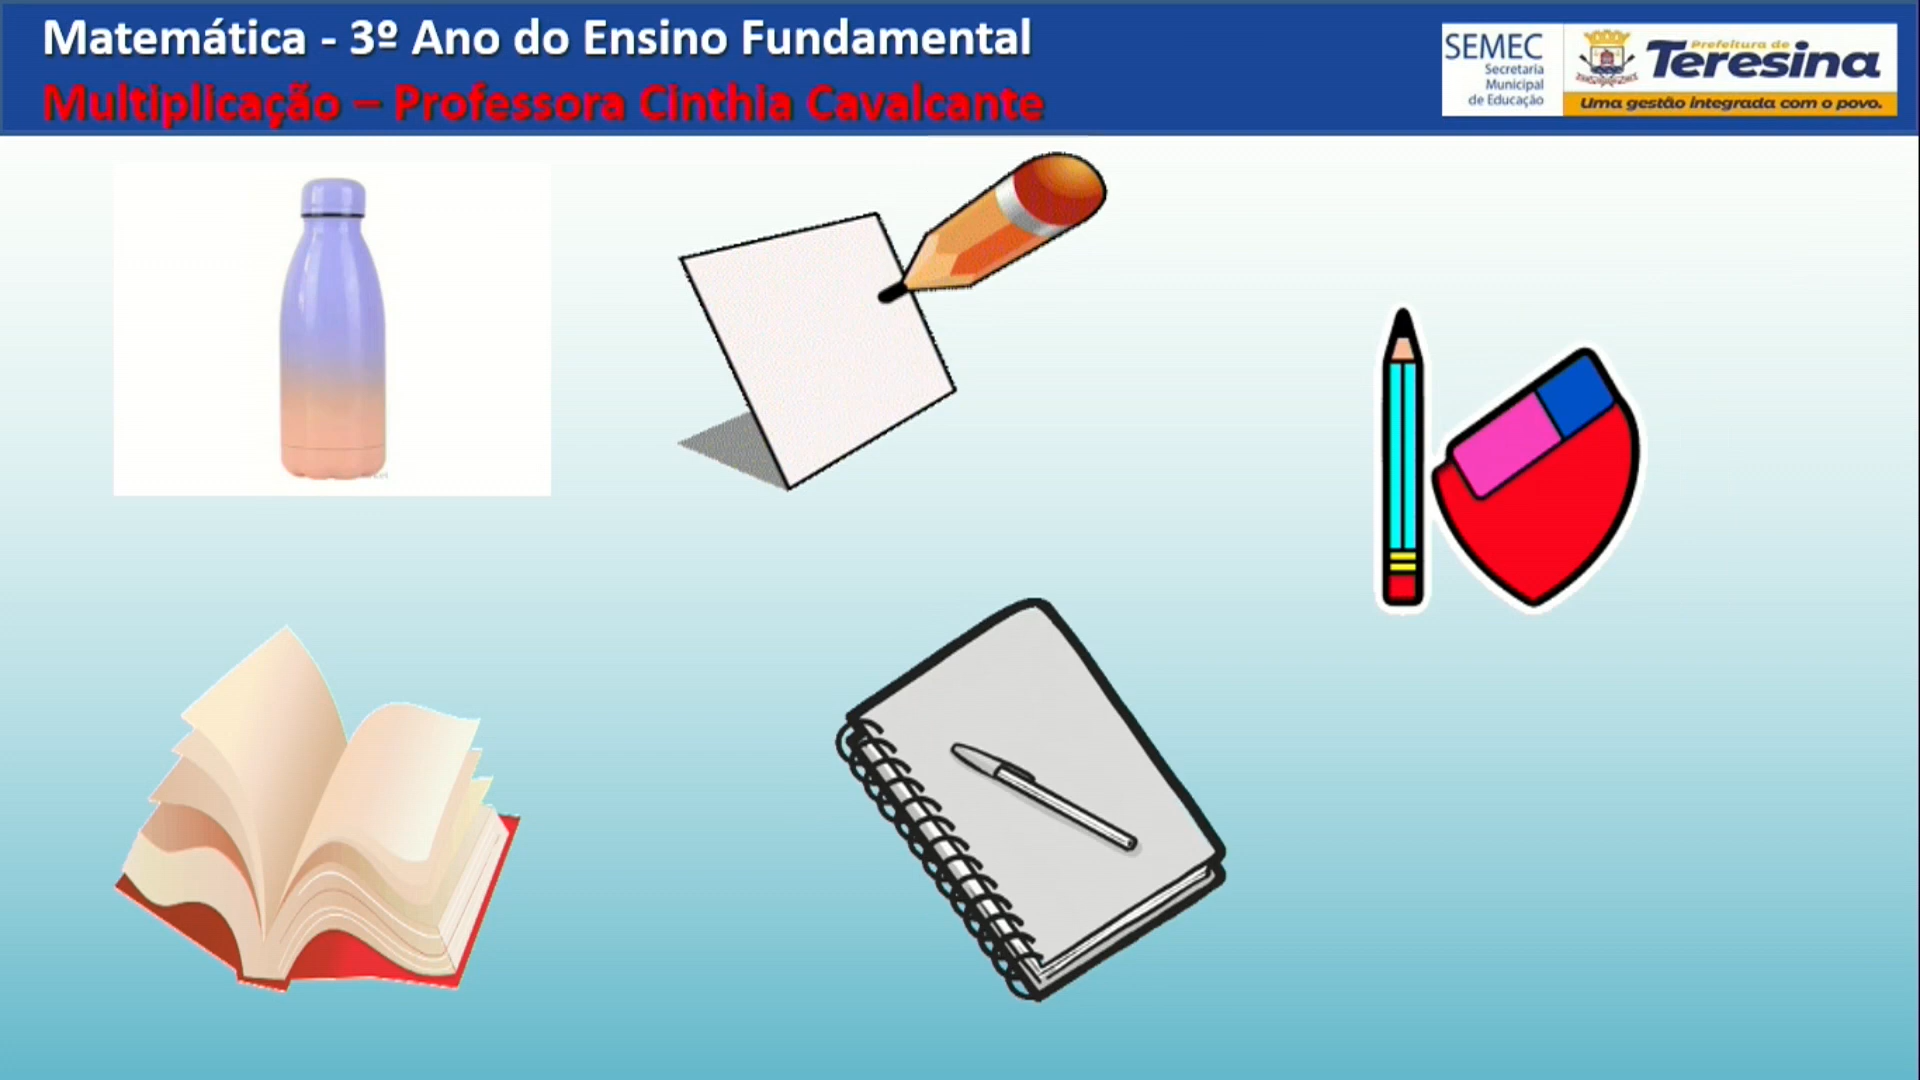 Matemática - 3º Ano do Ensino Fundamental
Multiplicação – Professora Cinthia Cavalcante
SEMEC
Secretaria
Municipal
de Educação
Prefeitura de
Teresina
Uma gestão integrada com o povo.